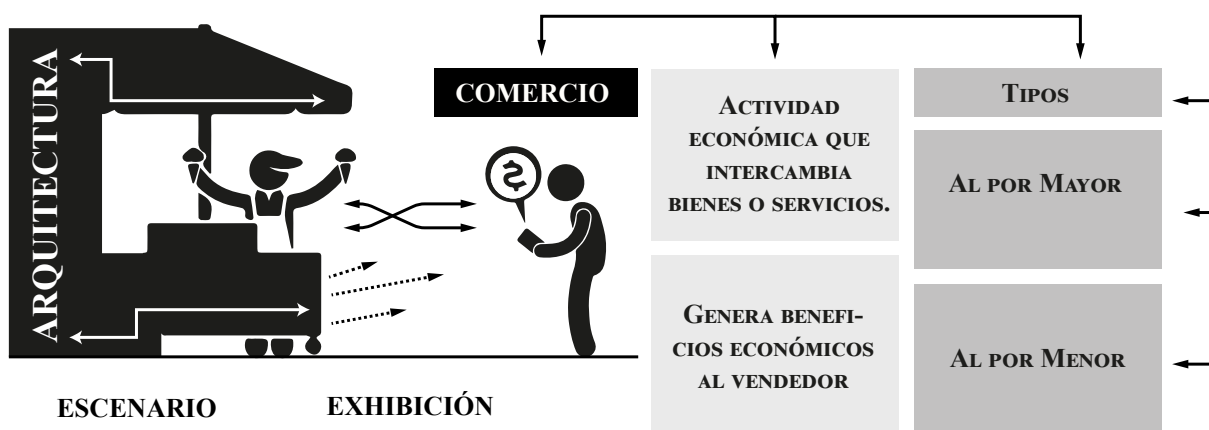 ARQUITECTURA
ESCENARIO
EXHIBICIÓN
COMERCIO
Actividad
económica que
intercambia
bienes o servicios.
Genera benefi-
cios económicos
al vendedor
Tipos
Al por Mayor
Al por Menor